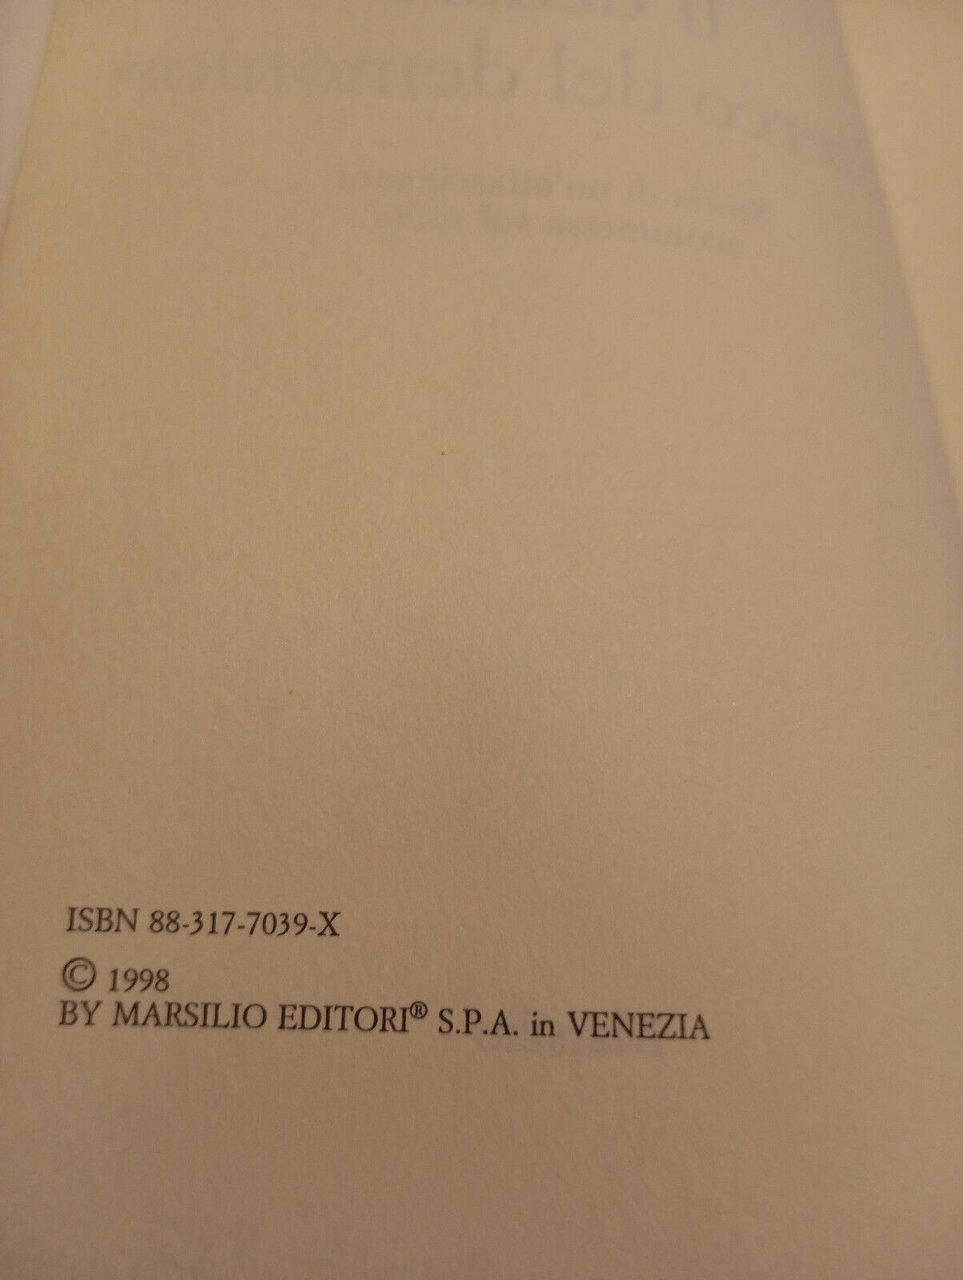 ISBN 88-317-7039-X
© 1998
BY MARSILIO EDITORI® S.P.A. in VENEZIA